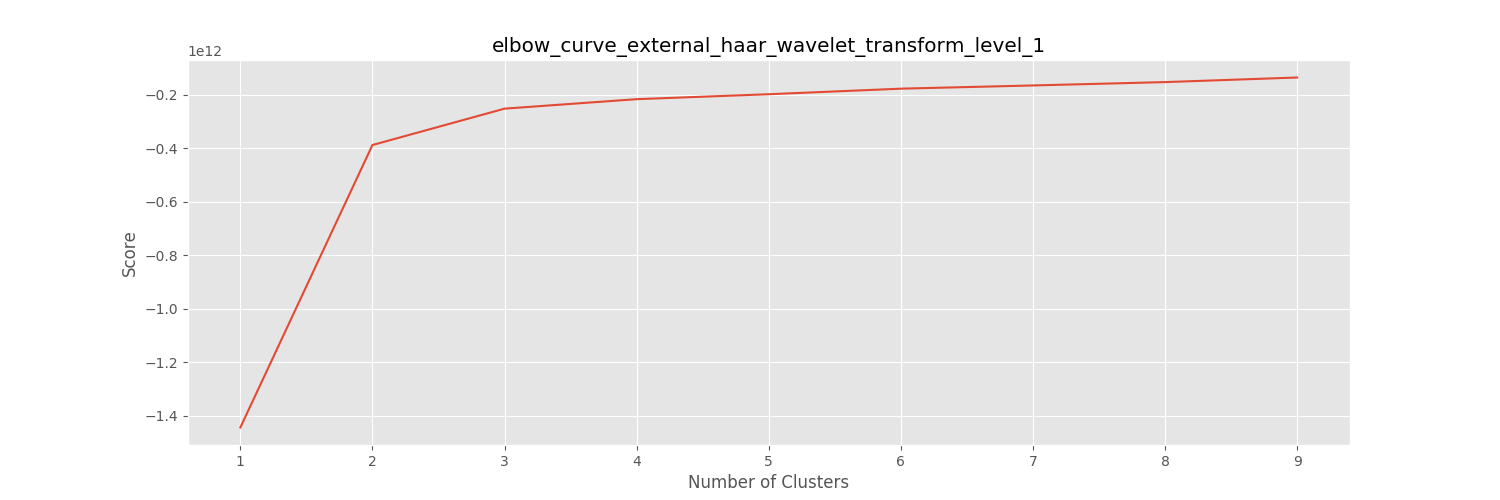 elbow_curve_external_haar_wavelet_transform_level_1
1e12
−0.2
−0.4
−0.6
−0.8
−1.0
−1.2
−1.4
Score
1 2 3 4 5 6 7 8 9
Number of Clusters